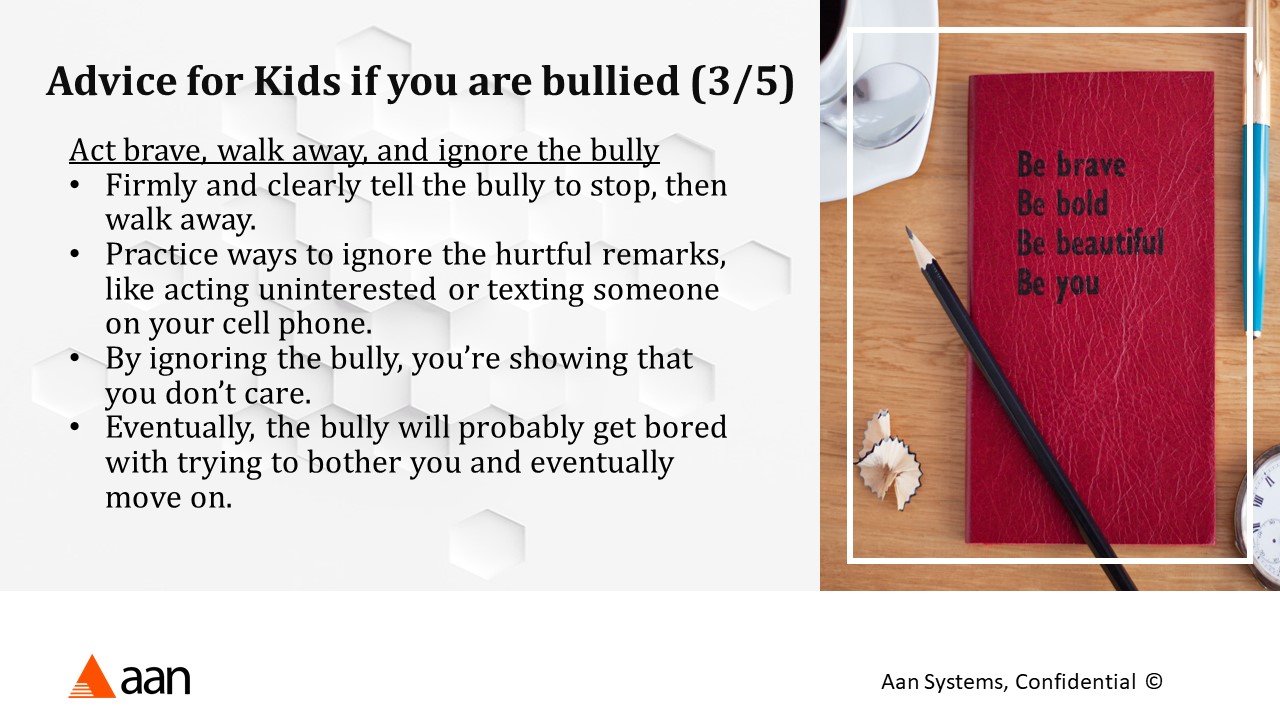 Advice for Kids if you are bullied (3/5)
Act brave, walk away, and ignore the bully
• Firmly and clearly tell the bully to stop, then
walk away.
• Practice ways to ignore the hurtful remarks,
like acting uninterested or texting someone
on your cell phone.
• By ignoring the bully, you’re showing that
you don’t care.
• Eventually, the bully will probably get bored
with trying to bother you and eventually
move on.
Be brave
Be bold
Be beautiful
Be you
aan
Aan Systems, Confidential ©